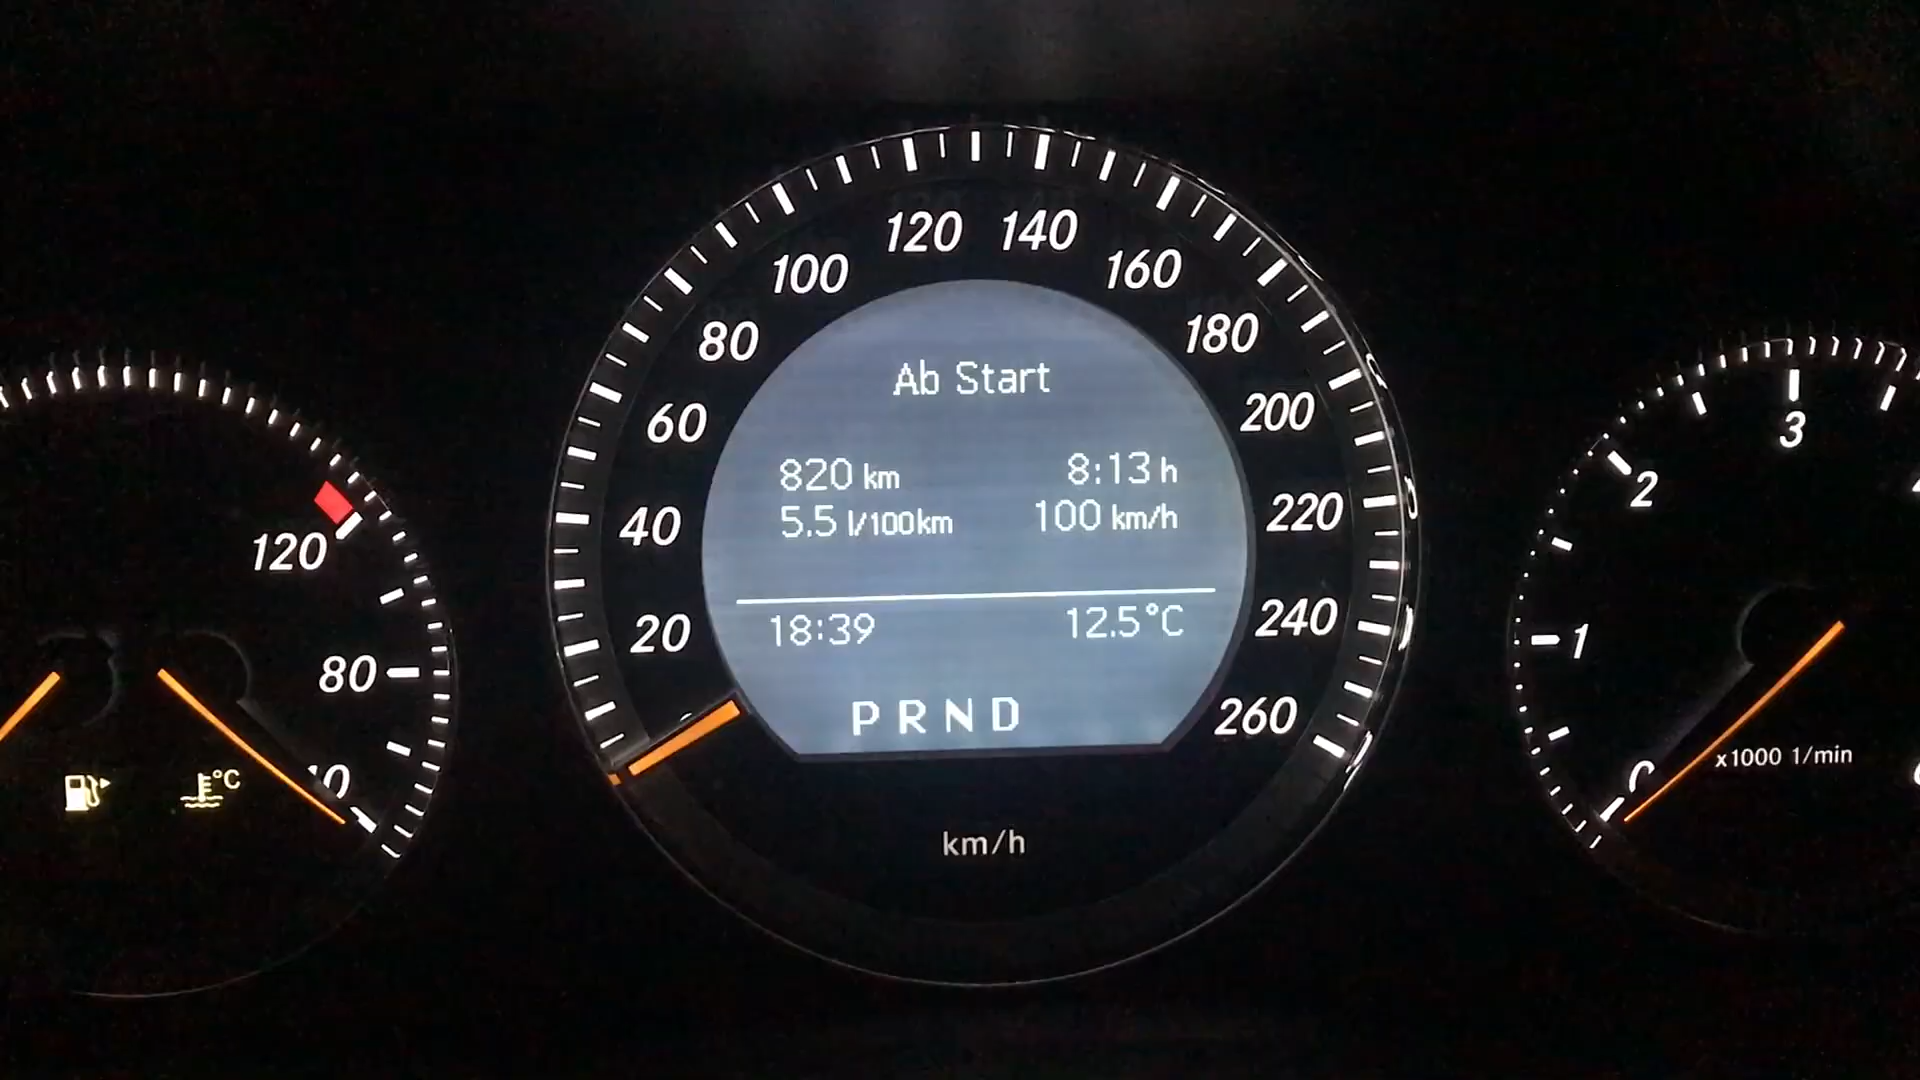 120 140
100 160
80 180
60 200
40 220
20 240
260
Ab Start
820 km 8:13 h
5.5 l/100km 100 km/h
18:39 12.5°C
P R N D
km/h
120
80
°C
3
2
1
x1000 1/min